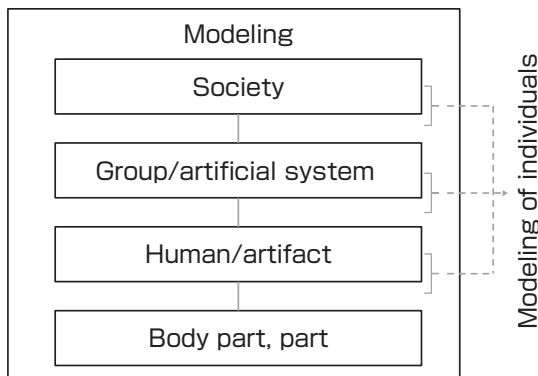 Modeling
Society
Group/artificial system
Human/artifact
Body part, part
Modeling of individuals